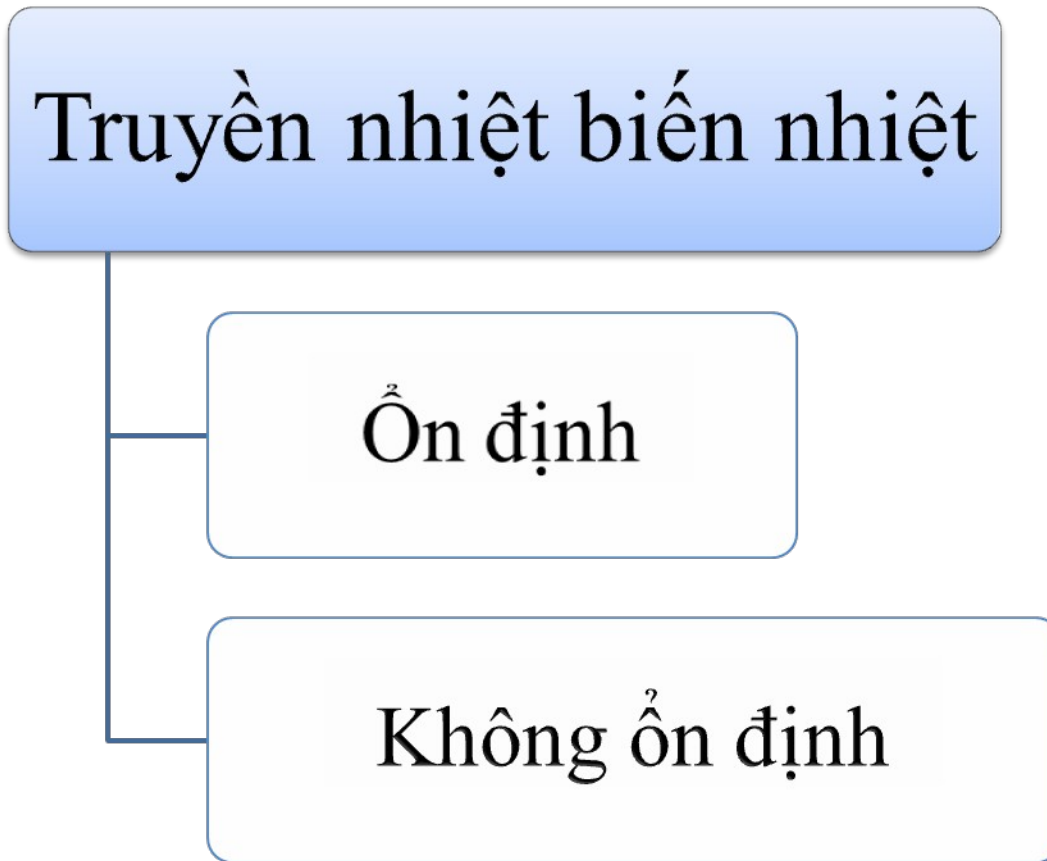 Truyền nhiệt biến nhiệt
Ổn định
Không ổn định